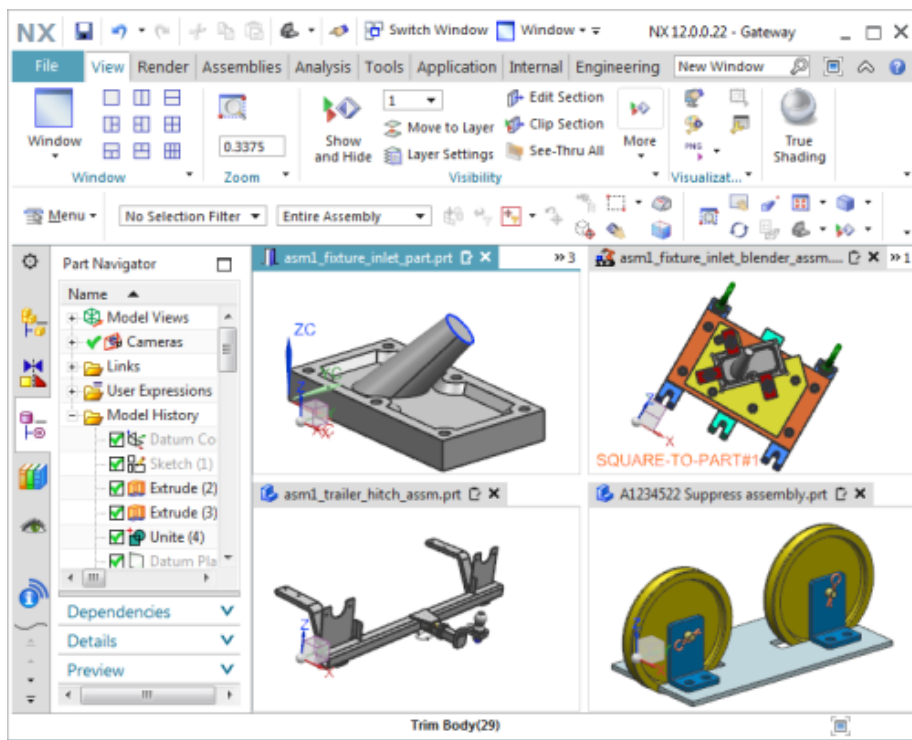 NX Switch Window Window NX 12.0.0.22 - Gateway
File View Render Assemblies Analysis Tools Application Internal Engineering New Window
Window
0.3375
Show and Hide
1
Move to Layer
Layer Settings
Edit Section
Clip Section
See-Thru All
More
PNG
True Shading
Window Zoom Visibility Visualizat...
Menu No Selection Filter Entire Assembly
Part Navigator
Name
Model Views
Cameras
Links
User Expressions
Model History
Datum Co
Sketch (1)
Extrude (2)
Extrude (3)
Unite (4)
Datum Pla
Dependencies
Details
Preview
asm1_fixture_inlet_part.prt 3
ZC
Z
asm1_fixture_inlet_blender_assm.... 1
Z
X
SQUARE-TO-PART#1
asm1_trailer_hitch_assm.prt
Z
X
A1234522 Suppress assembly.prt
Z
Trim Body(29)